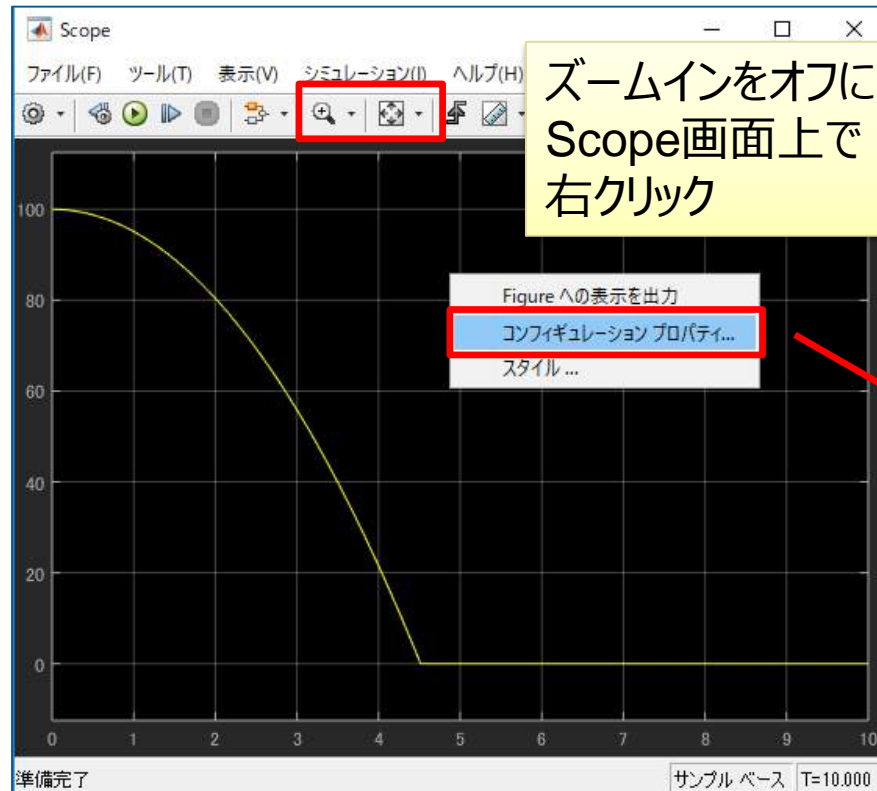 Scope
ファイル(F) ツール(T) 表示(V) シミュレーション(I) ヘルプ(H)
ズームインをオフに
Scope画面上で
右クリック
Figure への表示を出力
コンフィギュレーション プロパティ...
スタイル ...
100
80
60
40
20
0
0 1 2 3 4 5 6 7 8 9 10
準備完了
サンプル ベース T=10.000